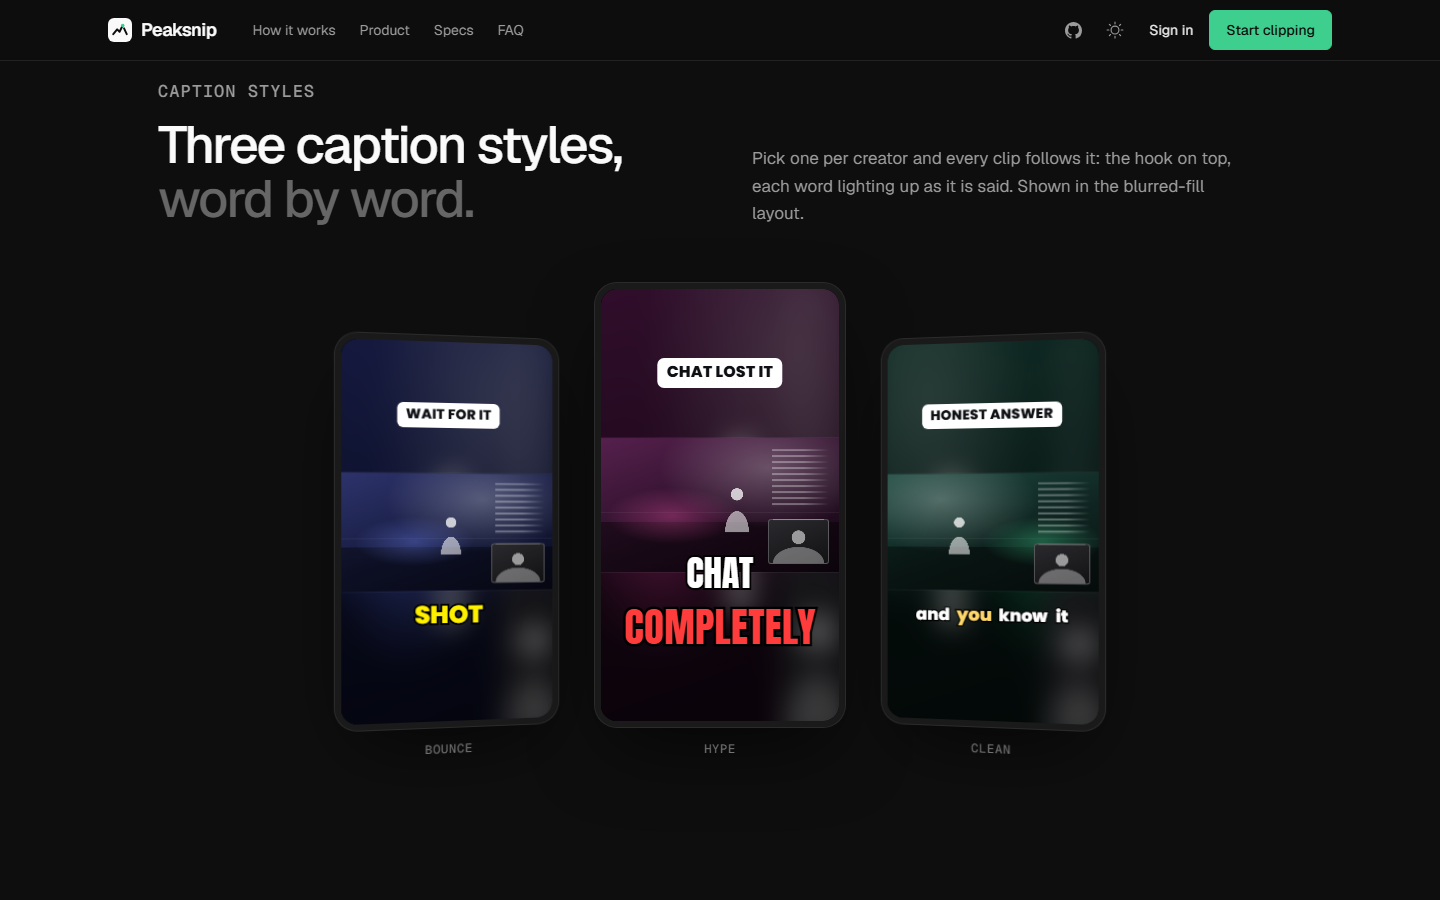 Peaksnip
How it works
Product
Specs
FAQ
Sign in
Start clipping
CAPTION STYLES
Three caption styles,
word by word.
Pick one per creator and every clip follows it: the hook on top,
each word lighting up as it is said. Shown in the blurred-fill
layout.
WAIT FOR IT
SHOT
BOUNCE
CHAT LOST IT
CHAT
COMPLETELY
HYPE
HONEST ANSWER
and you know it
CLEAN